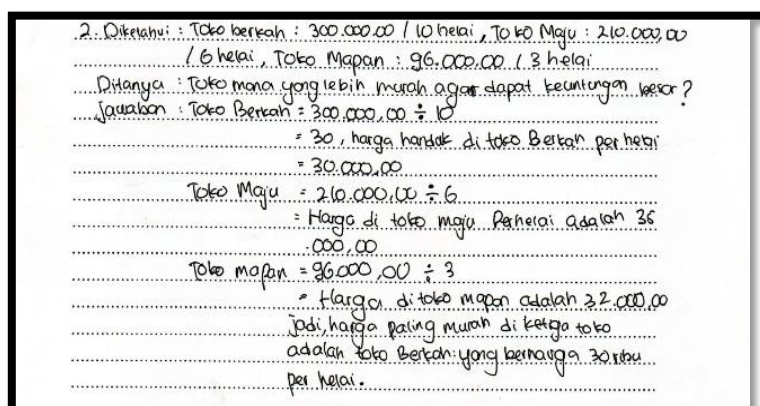 2. Diketahui : Toko berkah : 300.000.00 / 10 helai, Toko Maju : 210.000,00
/ 6 helai, Toko Mapan : 96.000.00 / 3 helai
Ditanya : Toko mana yang lebih murah agar dapat keuntungan besar?
Jawaban : Toko Berkah = 300.000,00 ÷ 10
= 30, harga handuk di toko Berkah per helai
= 30.000,00
Toko Maju = 210.000,00 ÷ 6
= Harga di toko maju Perhelai adalah 36
.000,00
Toko mapan = 96.000,00 ÷ 3
= Harga di toko mapan adalah 32.000.00
jadi, harga paling murah di ketiga toko
adalah toko Berkah yang berharga 30 ribu
per helai.